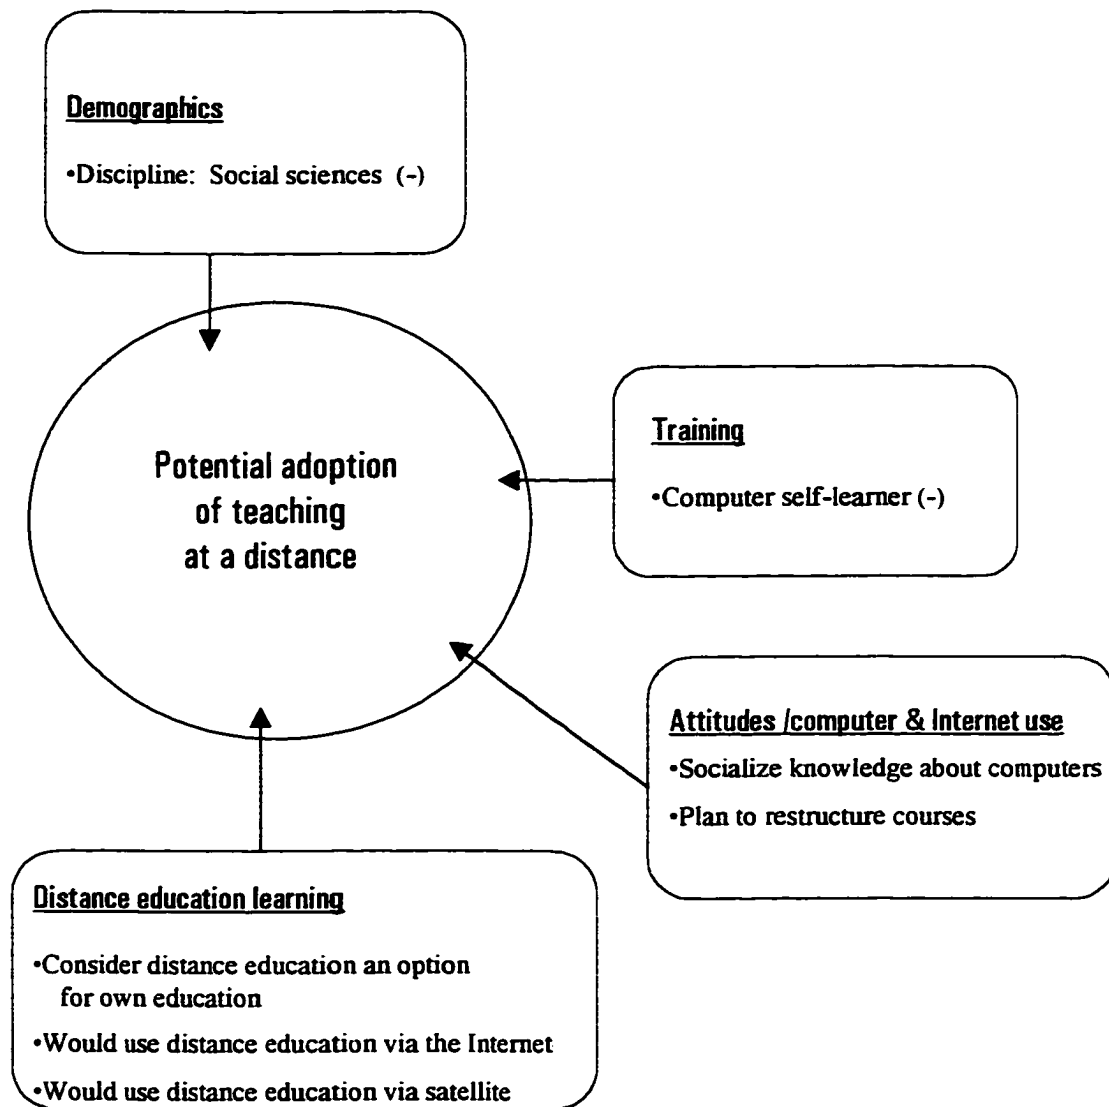 Demographics
•Discipline: Social sciences (-)
Potential adoption
of teaching
at a distance
Training
•Computer self-learner (-)
Attitudes /computer & Internet use
•Socialize knowledge about computers
•Plan to restructure courses
Distance education learning
•Consider distance education an option
for own education
•Would use distance education via the Internet
•Would use distance education via satellite